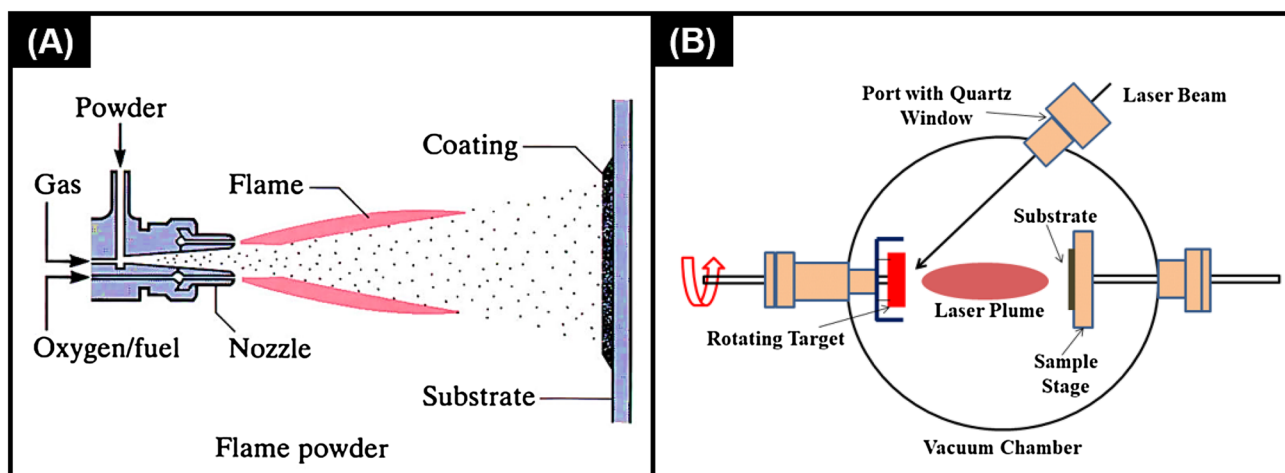 (A)
Powder
Gas
Flame
Coating
Oxygen/fuel
Nozzle
Substrate
Flame powder
(B)
Port with Quartz
Window
Laser Beam
Substrate
Laser Plume
Rotating Target
Sample
Stage
Vacuum Chamber